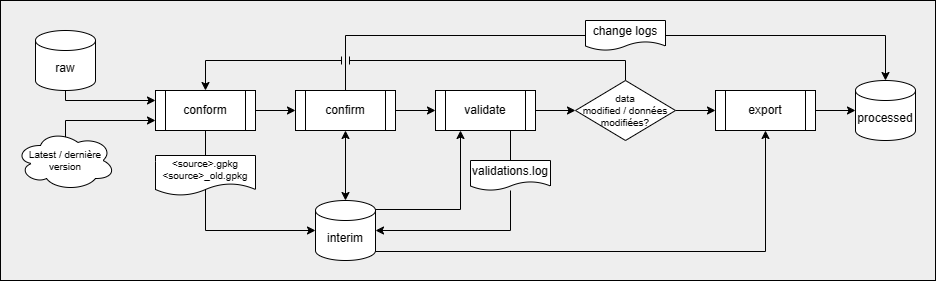 change logs
raw
conform
confirm
validate
data
modified / données
modifiées?
export
processed
Latest / dernière
version
<source>.gpkg
<source>_old.gpkg
validations.log
interim